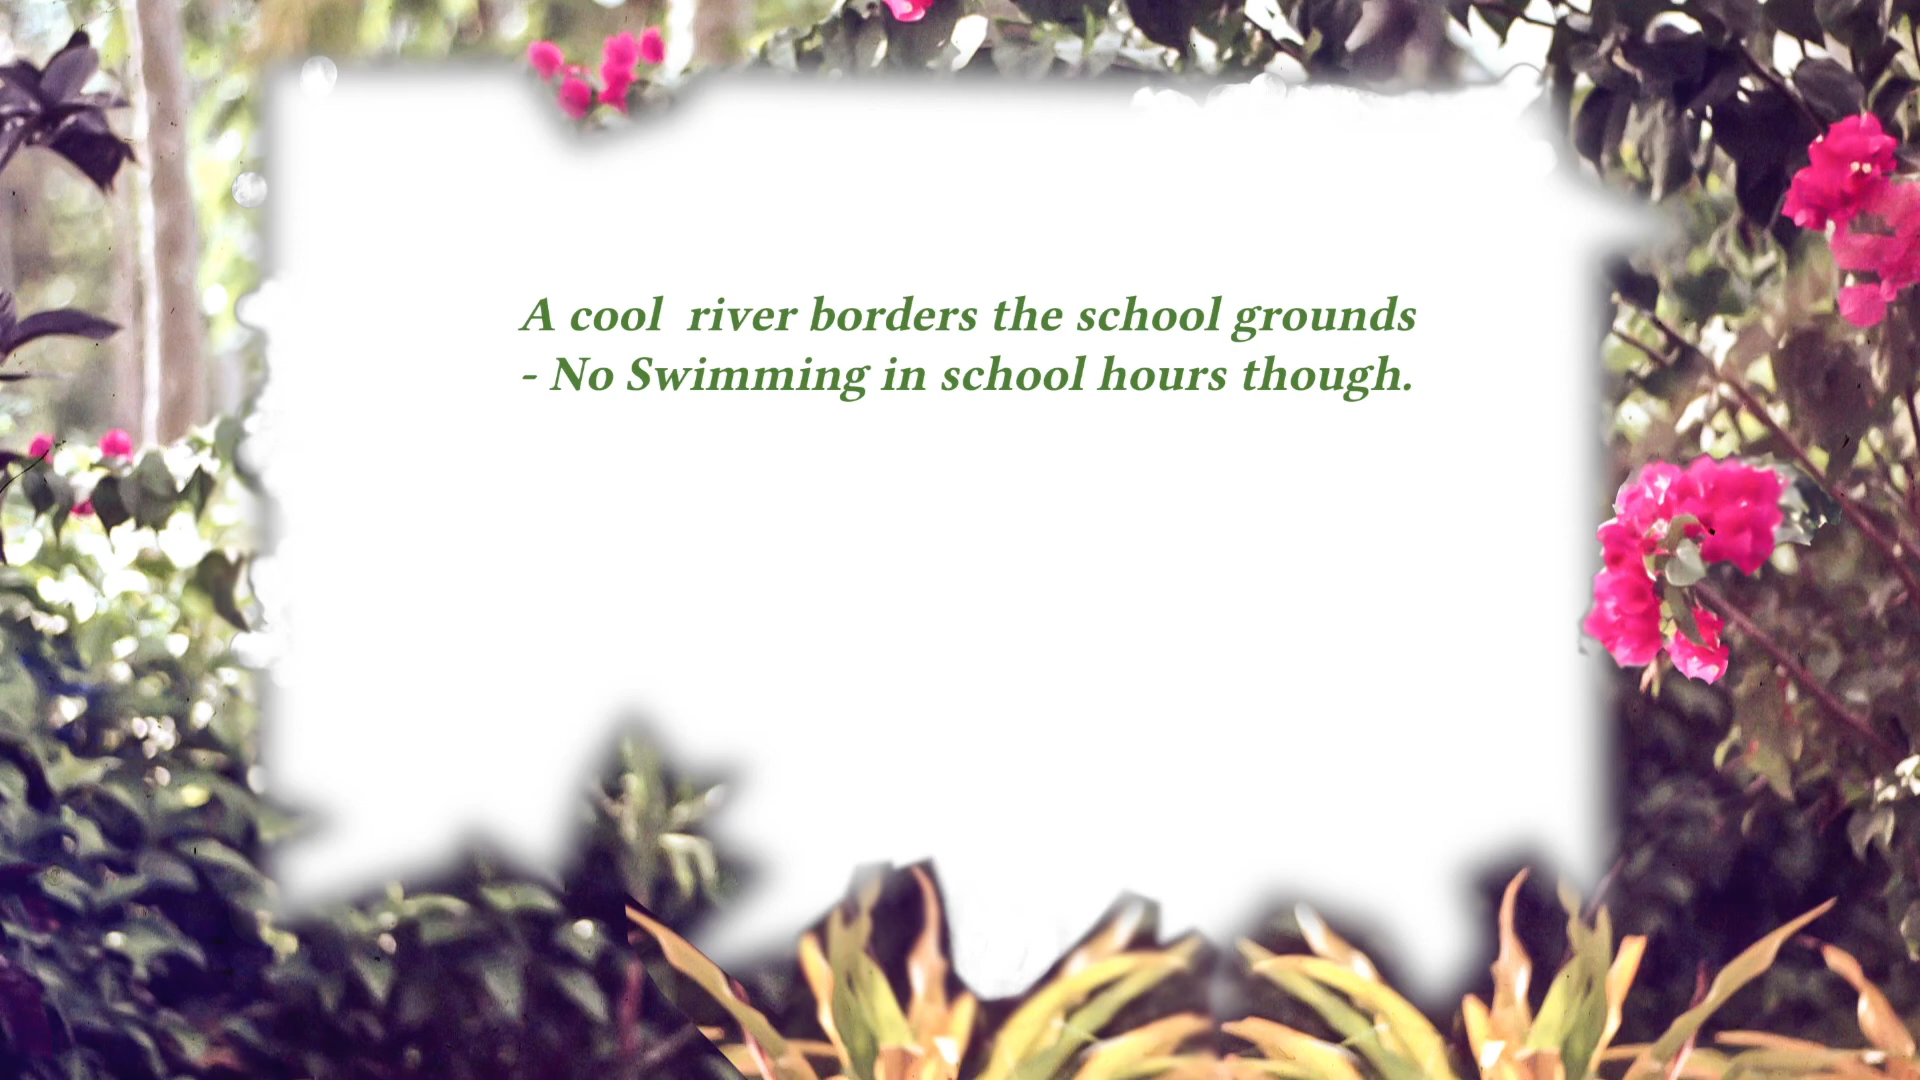 A cool  river borders the school grounds
- No Swimming in school hours though.